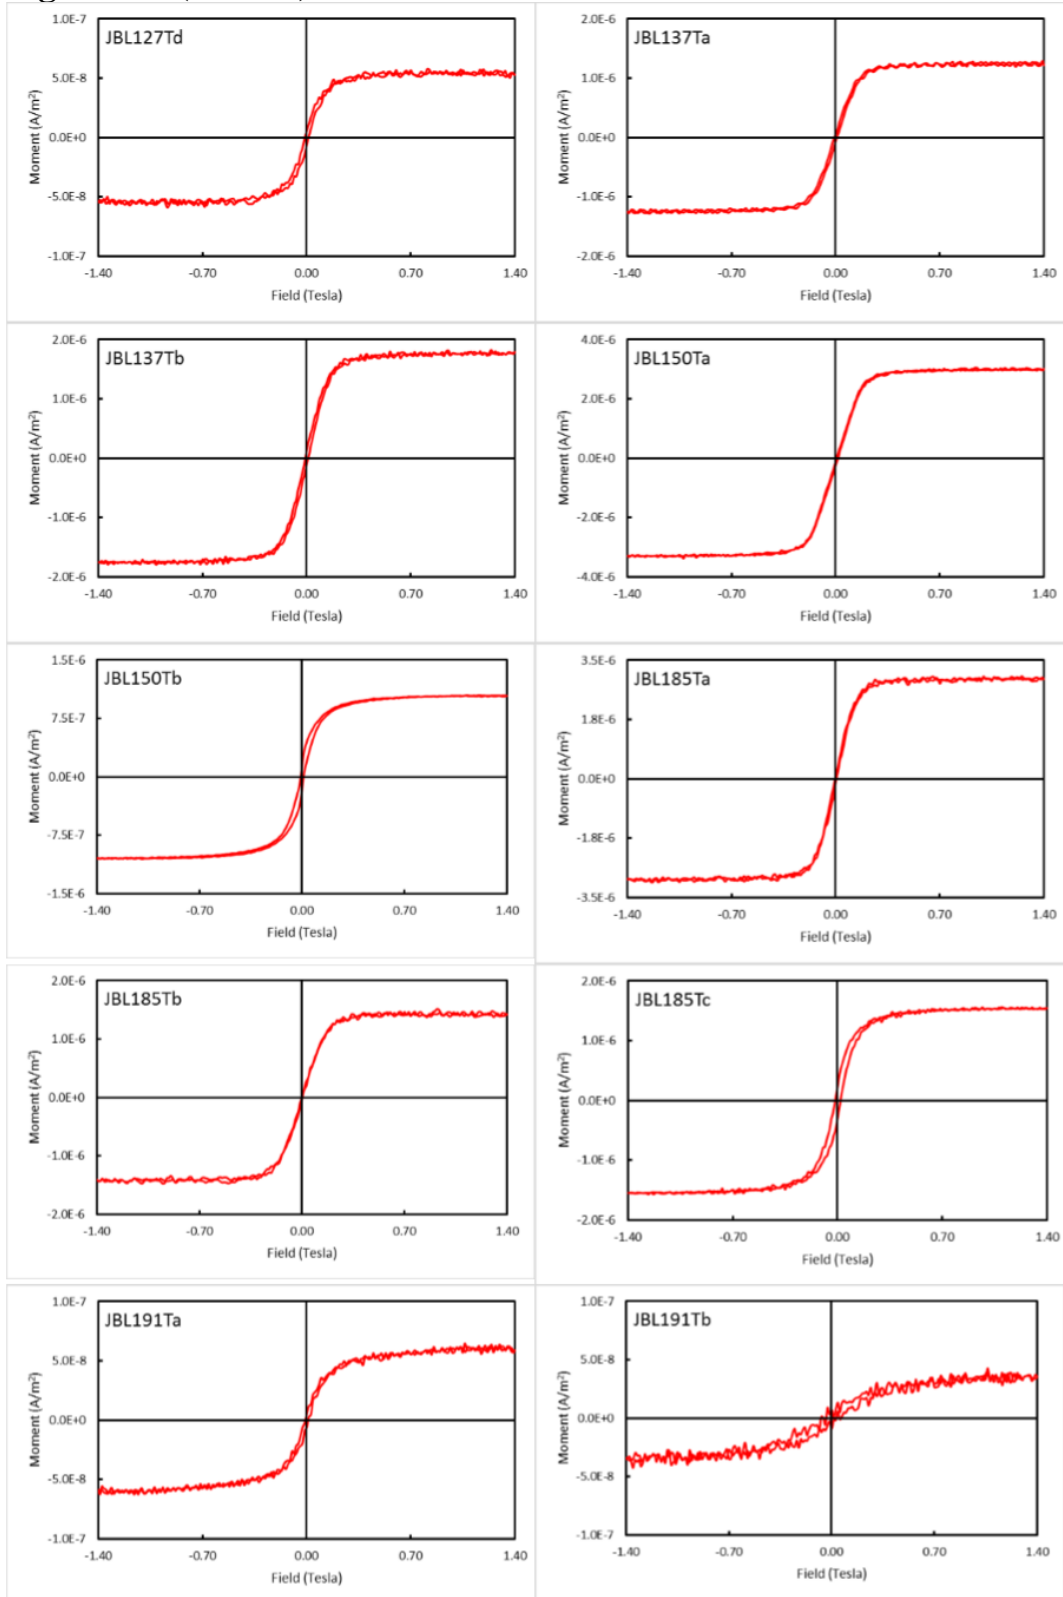 JBL127Td
1.0E-7
5.0E-8
0.0E+0
-5.0E-8
-1.0E-7
Moment (A/m²)
-1.40 -0.70 0.00 0.70 1.40
Field (Tesla)
JBL137Ta
2.0E-6
1.0E-6
0.0E+0
-1.0E-6
-2.0E-6
Moment (A/m²)
-1.40 -0.70 0.00 0.70 1.40
Field (Tesla)
JBL137Tb
2.0E-6
1.0E-6
0.0E+0
-1.0E-6
-2.0E-6
Moment (A/m²)
-1.40 -0.70 0.00 0.70 1.40
Field (Tesla)
JBL150Ta
4.0E-6
2.0E-6
0.0E+0
-2.0E-6
-4.0E-6
Moment (A/m²)
-1.40 -0.70 0.00 0.70 1.40
Field (Tesla)
JBL150Tb
1.5E-6
7.5E-7
0.0E+0
-7.5E-7
-1.5E-6
Moment (A/m²)
-1.40 -0.70 0.00 0.70 1.40
Field (Tesla)
JBL185Ta
3.5E-6
1.8E-6
0.0E+0
-1.8E-6
-3.5E-6
Moment (A/m²)
-1.40 -0.70 0.00 0.70 1.40
Field (Tesla)
JBL185Tb
2.0E-6
1.0E-6
0.0E+0
-1.0E-6
-2.0E-6
Moment (A/m²)
-1.40 -0.70 0.00 0.70 1.40
Field (Tesla)
JBL185Tc
2.0E-6
1.0E-6
0.0E+0
-1.0E-6
-2.0E-6
Moment (A/m²)
-1.40 -0.70 0.00 0.70 1.40
Field (Tesla)
JBL191Ta
1.0E-7
5.0E-8
0.0E+0
-5.0E-8
-1.0E-7
Moment (A/m²)
-1.40 -0.70 0.00 0.70 1.40
Field (Tesla)
JBL191Tb
1.0E-7
5.0E-8
0.0E+0
-5.0E-8
-1.0E-7
Moment (A/m²)
-1.40 -0.70 0.00 0.70 1.40
Field (Tesla)